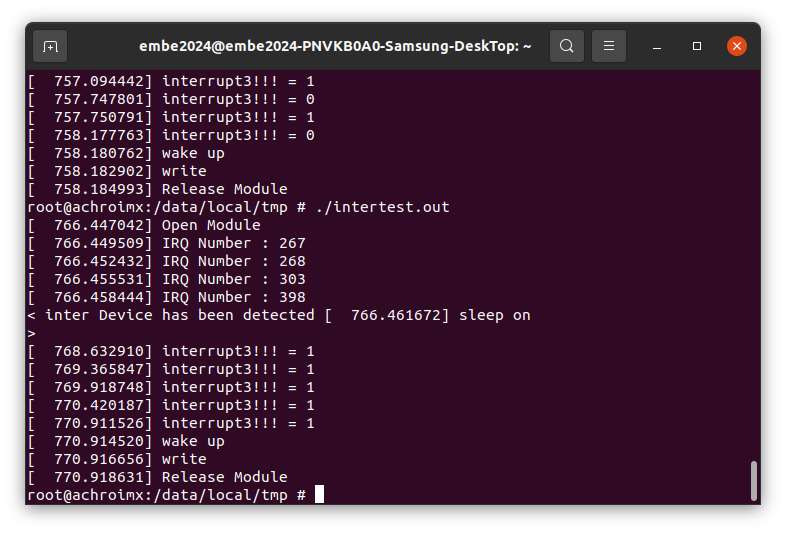 embe2024@embe2024-PNVKB0A0-Samsung-DeskTop: ~
[  757.094442] interrupt3!!! = 1
[  757.747801] interrupt3!!! = 0
[  757.750791] interrupt3!!! = 1
[  758.177763] interrupt3!!! = 0
[  758.180762] wake up
[  758.182902] write
[  758.184993] Release Module
root@achroimx:/data/local/tmp # ./intertest.out
[  766.447042] Open Module
[  766.449509] IRQ Number : 267
[  766.452432] IRQ Number : 268
[  766.455531] IRQ Number : 303
[  766.458444] IRQ Number : 398
< inter Device has been detected [  766.461672] sleep on
>
[  768.632910] interrupt3!!! = 1
[  769.365847] interrupt3!!! = 1
[  769.918748] interrupt3!!! = 1
[  770.420187] interrupt3!!! = 1
[  770.911526] interrupt3!!! = 1
[  770.914520] wake up
[  770.916656] write
[  770.918631] Release Module
root@achroimx:/data/local/tmp #